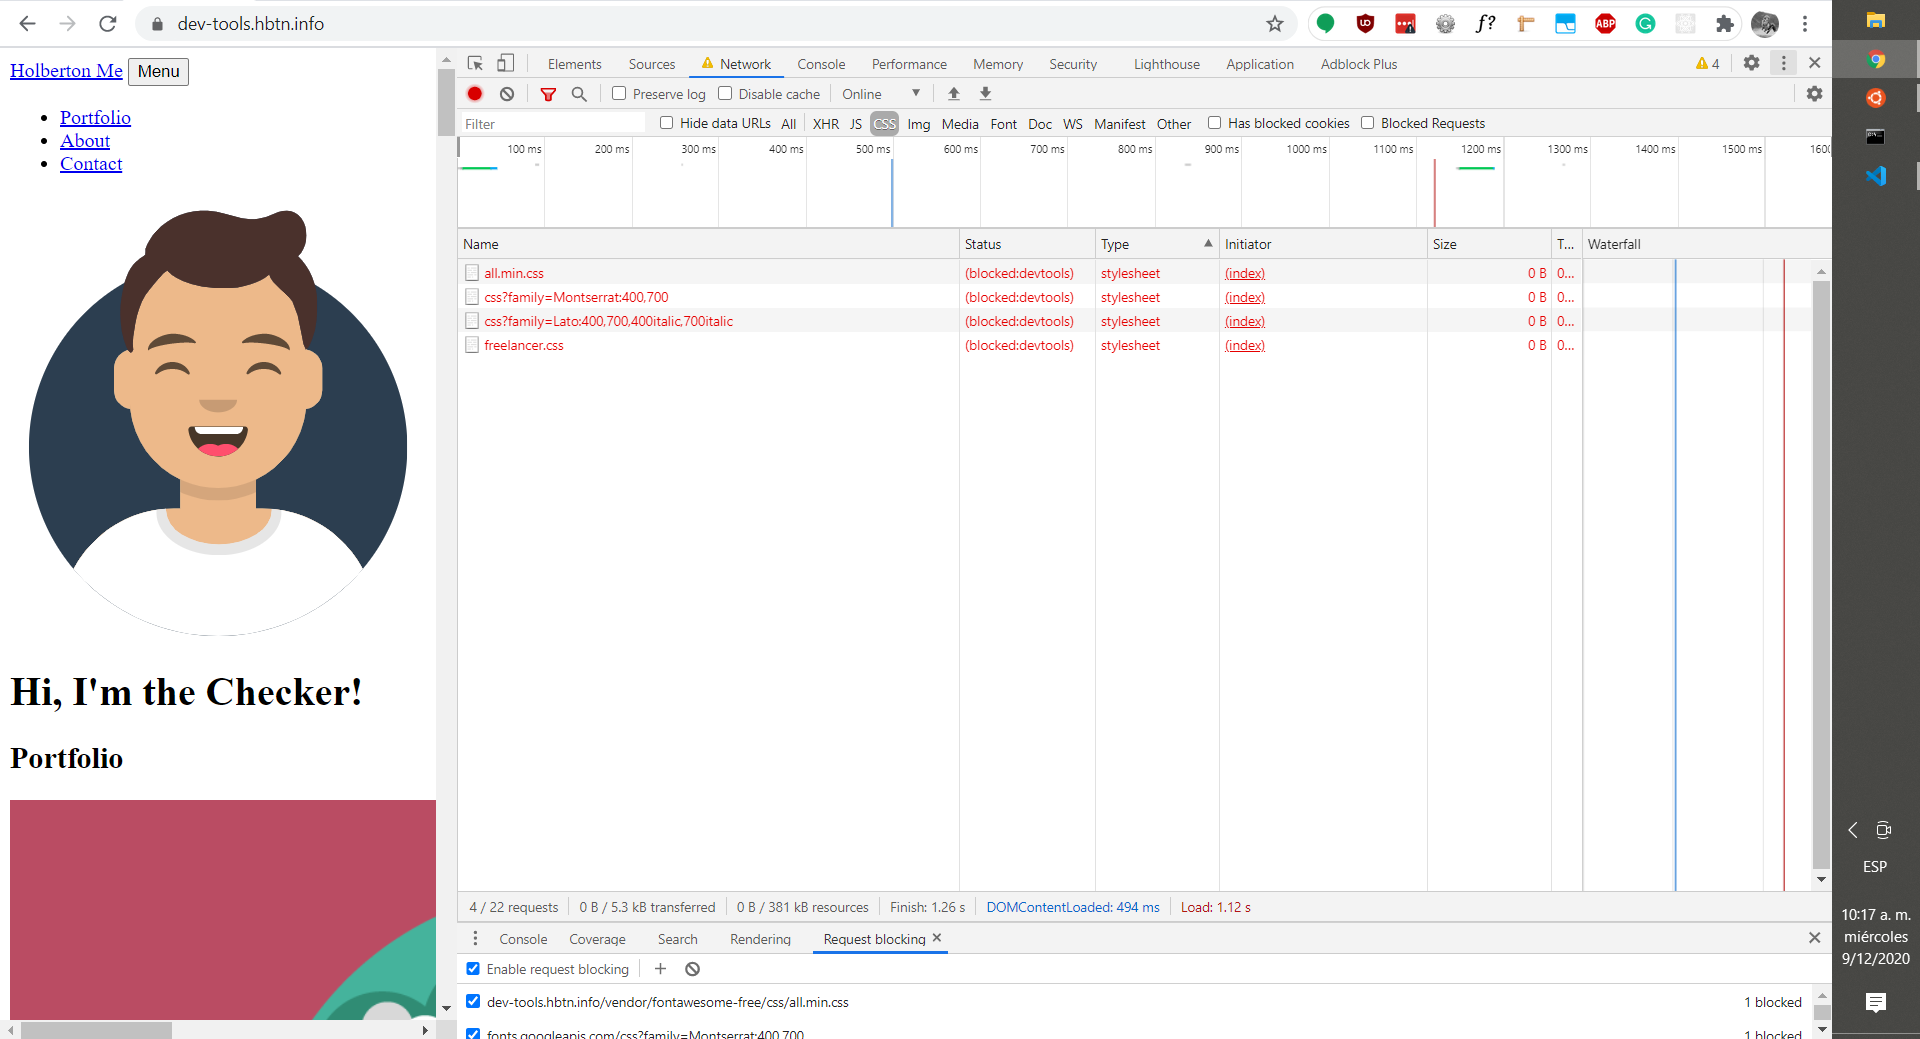 dev-tools.hbtn.info
Holberton Me Menu
Portfolio
About
Contact
Hi, I'm the Checker!
Portfolio
Elements Sources Network Console Performance Memory Security Lighthouse Application Adblock Plus 4
Preserve log Disable cache Online
Filter Hide data URLs All XHR JS CSS Img Media Font Doc WS Manifest Other Has blocked cookies Blocked Requests
100 ms 200 ms 300 ms 400 ms 500 ms 600 ms 700 ms 800 ms 900 ms 1000 ms 1100 ms 1200 ms 1300 ms 1400 ms 1500 ms
Name Status Type Initiator Size T... Waterfall
all.min.css (blocked:devtools) stylesheet (index) 0 B 0...
css?family=Montserrat:400,700 (blocked:devtools) stylesheet (index) 0 B 0...
css?family=Lato:400,700,400italic,700italic (blocked:devtools) stylesheet (index) 0 B 0...
freelancer.css (blocked:devtools) stylesheet (index) 0 B 0...
4 / 22 requests 0 B / 5.3 kB transferred 0 B / 381 kB resources Finish: 1.26 s DOMContentLoaded: 494 ms Load: 1.12 s
Console Coverage Search Rendering Request blocking
Enable request blocking
dev-tools.hbtn.info/vendor/fontawesome-free/css/all.min.css 1 blocked
fonts.googleapis.com/css?family=Montserrat:400,700 1 blocked
f?
ABP
ESP
10:17 a. m.
miércoles
9/12/2020